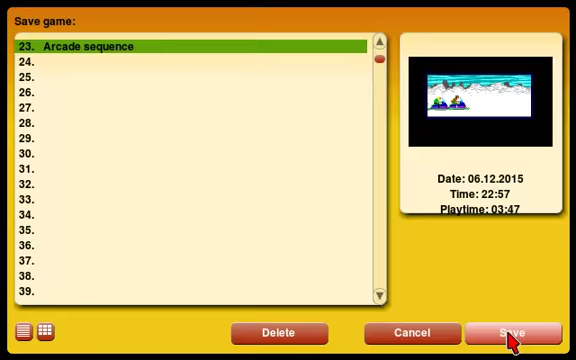 Save game:
23. Arcade sequence
24.
25.
26.
27.
28.
29.
30.
31.
32.
33.
34.
35.
36.
37.
38.
39.
Date: 06.12.2015
Time: 22:57
Playtime: 03:47
Delete
Cancel
Save